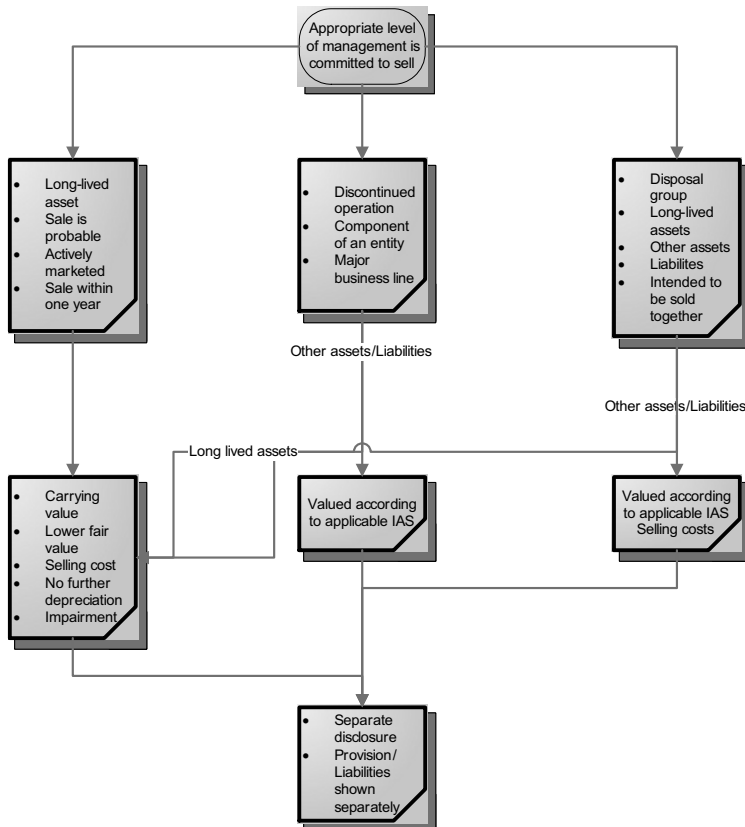 Appropriate level
of management is
committed to sell
• Long-lived
asset
• Sale is
probable
• Actively
marketed
• Sale within
one year
• Discontinued
operation
• Component
of an entity
• Major
business line
• Disposal
group
• Long-lived
assets
• Other assets
• Liabilites
• Intended to
be sold
together
Other assets/Liabilities
Other assets/Liabilities
Long lived assets
• Carrying
value
• Lower fair
value
• Selling cost
• No further
depreciation
• Impairment
Valued according
to applicable IAS
Valued according
to applicable IAS
Selling costs
• Separate
disclosure
• Provision/
Liabilities
shown
separately